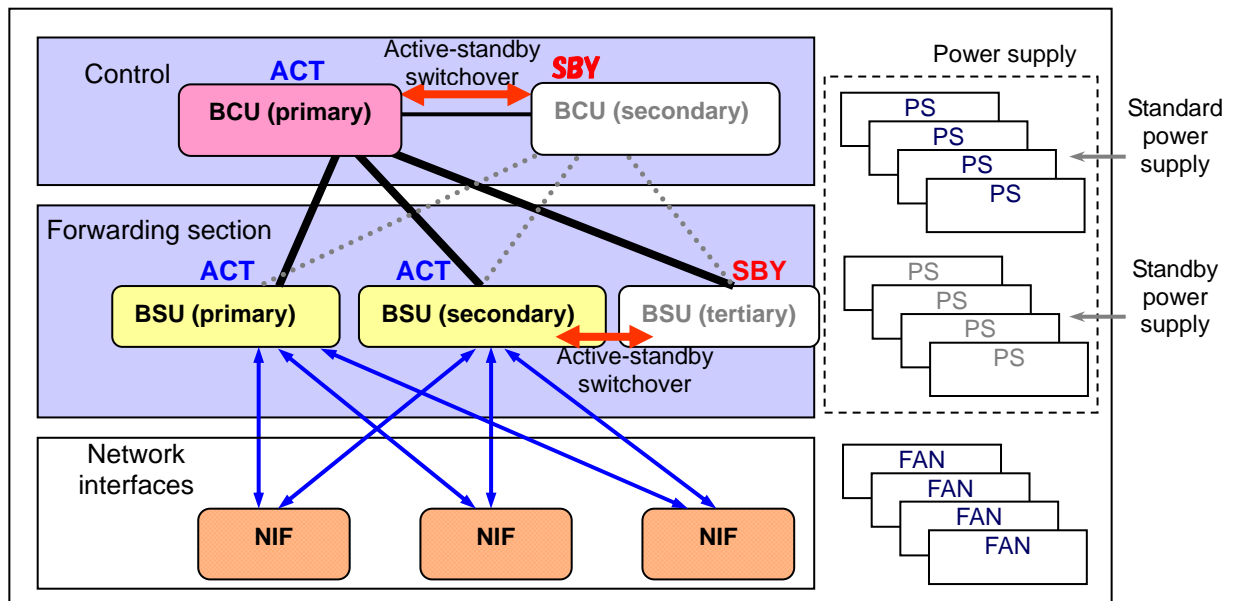 Control
ACT
Active-standby
switchover
SBY
BCU (primary)
BCU (secondary)
Forwarding section
ACT
ACT
SBY
BSU (primary)
BSU (secondary)
BSU (tertiary)
Active-standby
switchover
Network
interfaces
NIF
NIF
NIF
Power supply
PS
PS
PS
PS
Standard
power
supply
PS
PS
PS
PS
Standby
power
supply
FAN
FAN
FAN
FAN